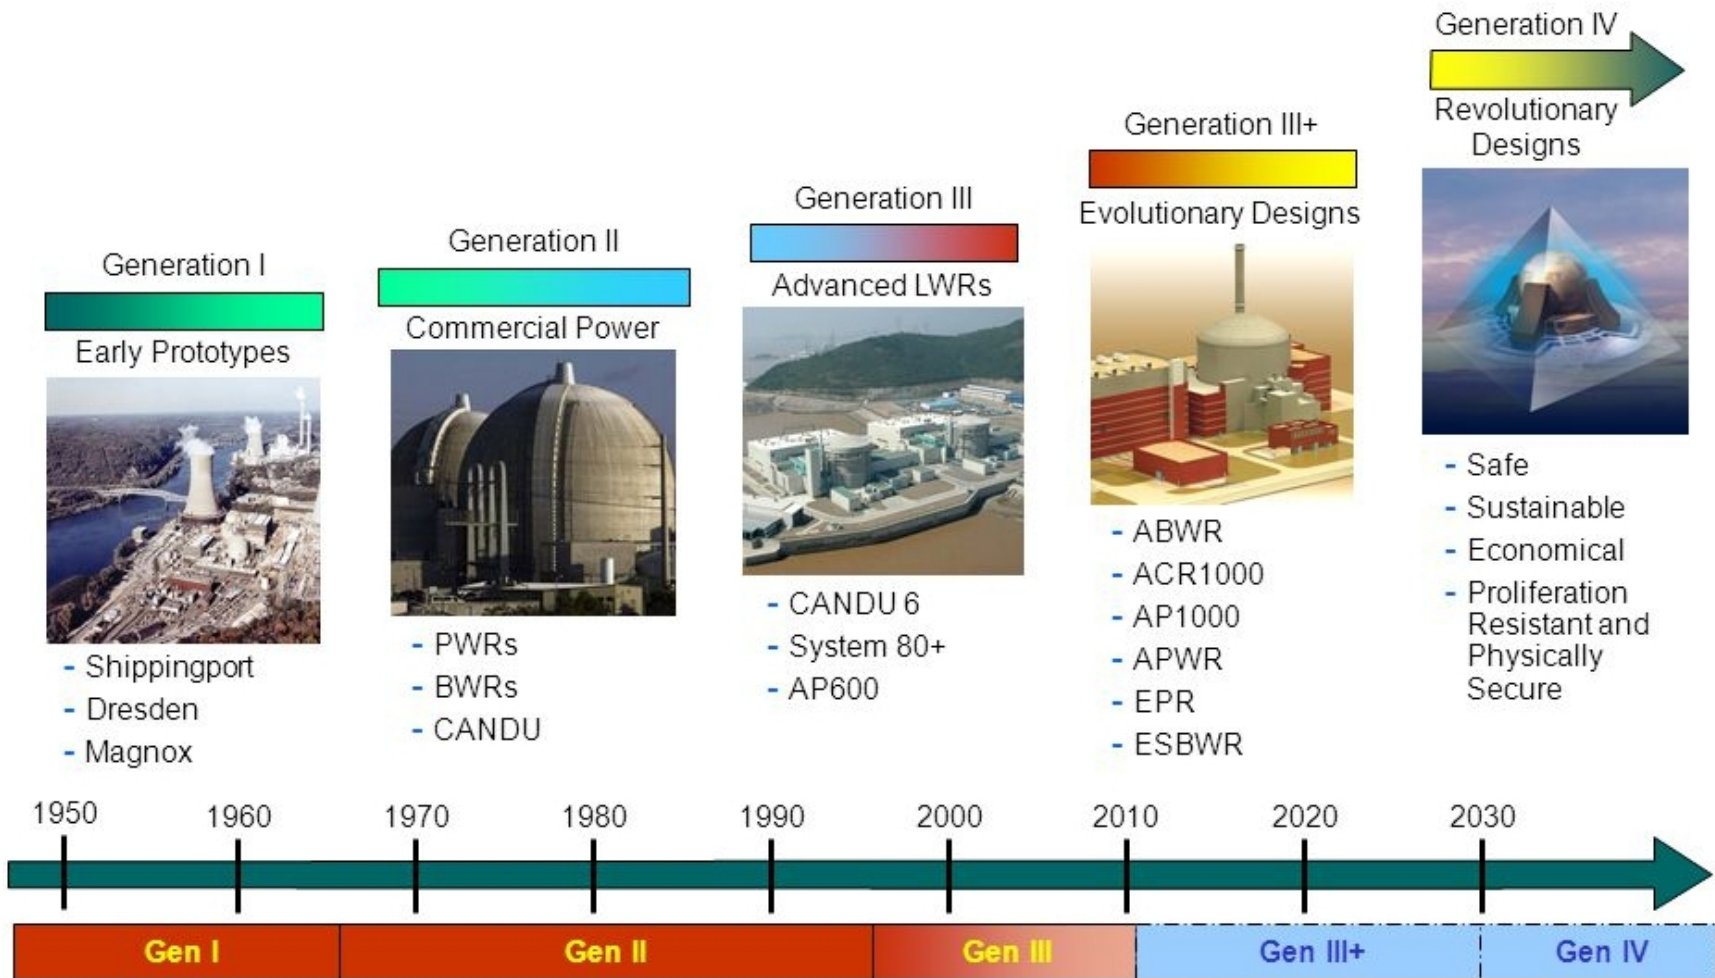 Generation I
Early Prototypes
- Shippingport
- Dresden
- Magnox
Generation II
Commercial Power
- PWRs
- BWRs
- CANDU
Generation III
Advanced LWRs
- CANDU 6
- System 80+
- AP600
Generation III+
Evolutionary Designs
- ABWR
- ACR1000
- AP1000
- APWR
- EPR
- ESBWR
Generation IV
Revolutionary
Designs
- Safe
- Sustainable
- Economical
- Proliferation
Resistant and
Physically
Secure
1950 1960 1970 1980 1990 2000 2010 2020 2030
Gen I Gen II Gen III Gen III+ Gen IV